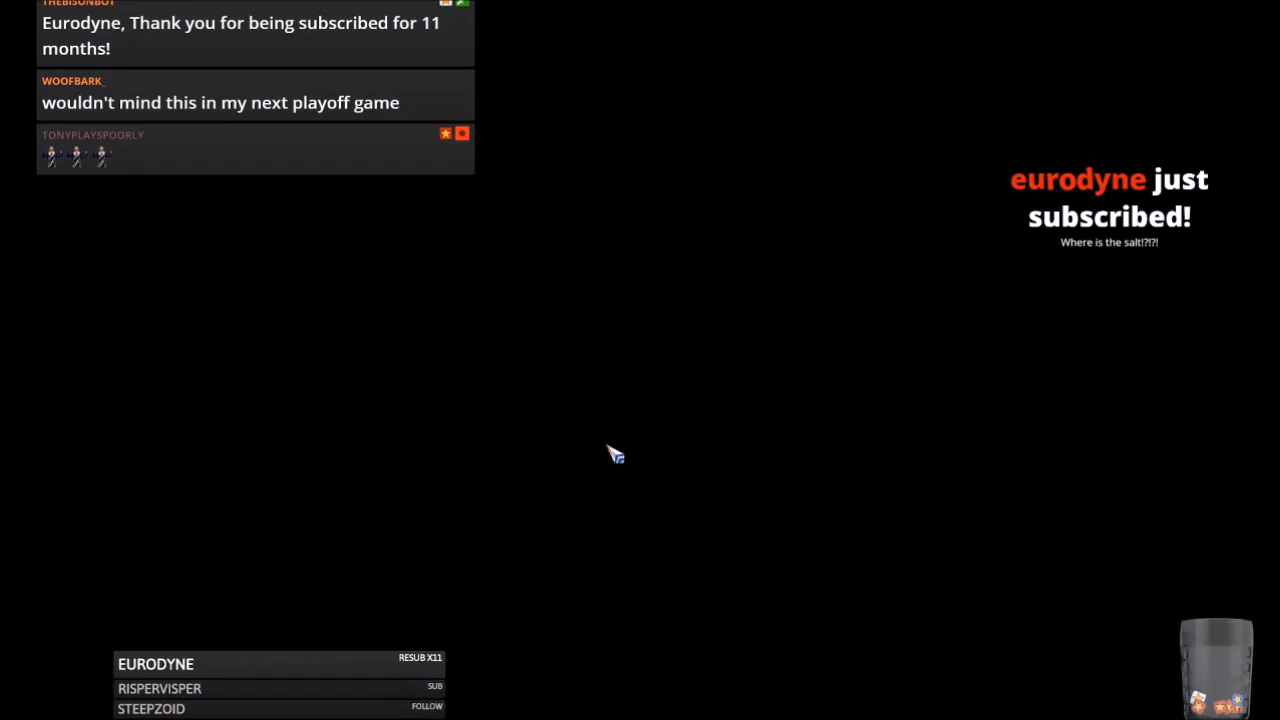 THEBISONBOT
Eurodyne, Thank you for being subscribed for 11
months!
WOOFBARK_
wouldn't mind this in my next playoff game
TONYPLAYSPOORLY
eurodyne just
subscribed!
Where is the salt!?!?!
EURODYNE
RESUB X11
RISPERVISPER
SUB
STEEPZOID
FOLLOW